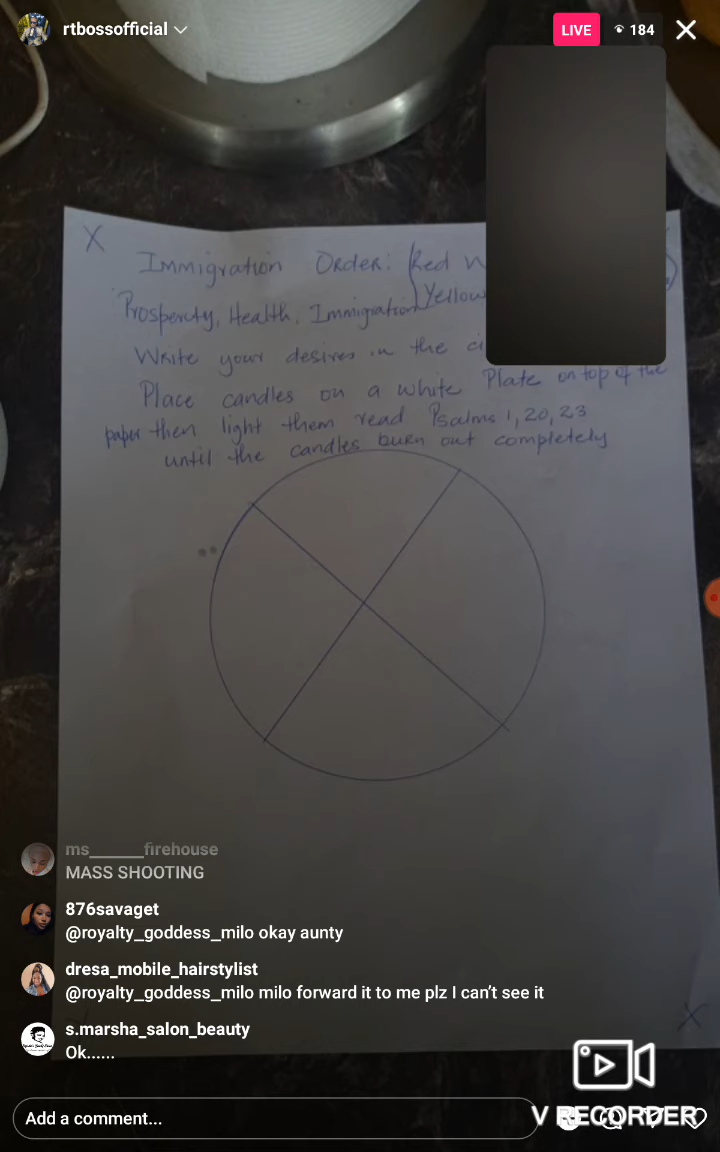 rtbossofficial
LIVE
184
X
Immigration Order: (Red
Prosperity, Health, Immigration Yellow
Write your desires in the
Place candles on a white Plate on top of the
paper then light them read Psalms 1, 20, 23
until the candles burn out completely
ms______firehouse
MASS SHOOTING
876savaget
@royalty_goddess_milo okay aunty
dresa_mobile_hairstylist
@royalty_goddess_milo milo forward it to me plz I can't see it
X
s.marsha_salon_beauty
Ok......
Add a comment...
V RECORDER